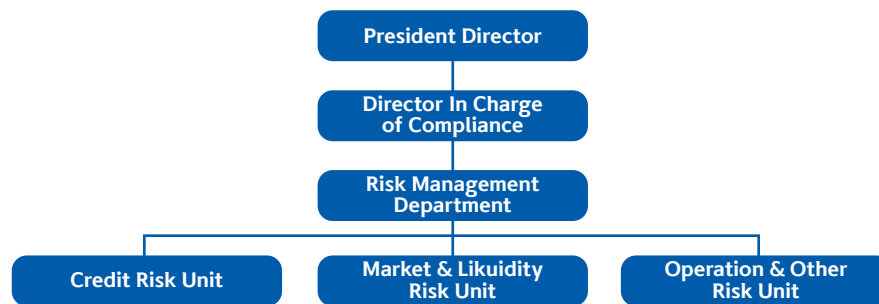 President Director
Director In Charge
of Compliance
Risk Management
Department
Credit Risk Unit
Market & Likuidity
Risk Unit
Operation & Other
Risk Unit